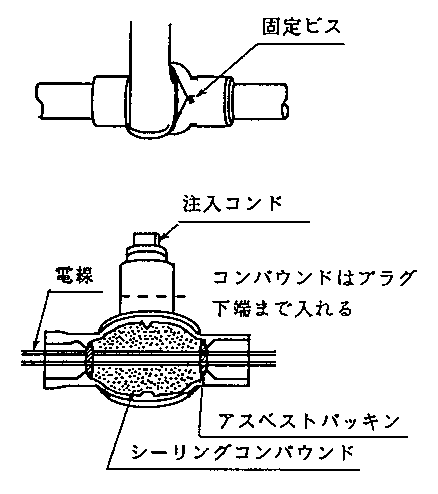 固定ビス
注入コンド
電線
コンパウンドはプラグ
下端まで入れる
アスベストパッキン
シーリングコンパウンド